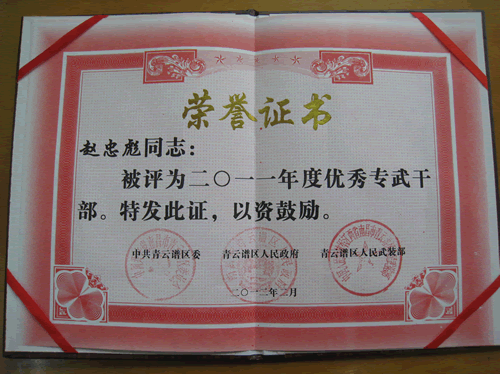 荣誉证书
赵忠彪同志：
被评为二〇一一年度优秀专武干
部。特发此证，以资鼓励。
中共青云谱区委 青云谱区人民政府 青云谱区人民武装部
二〇一二年二月